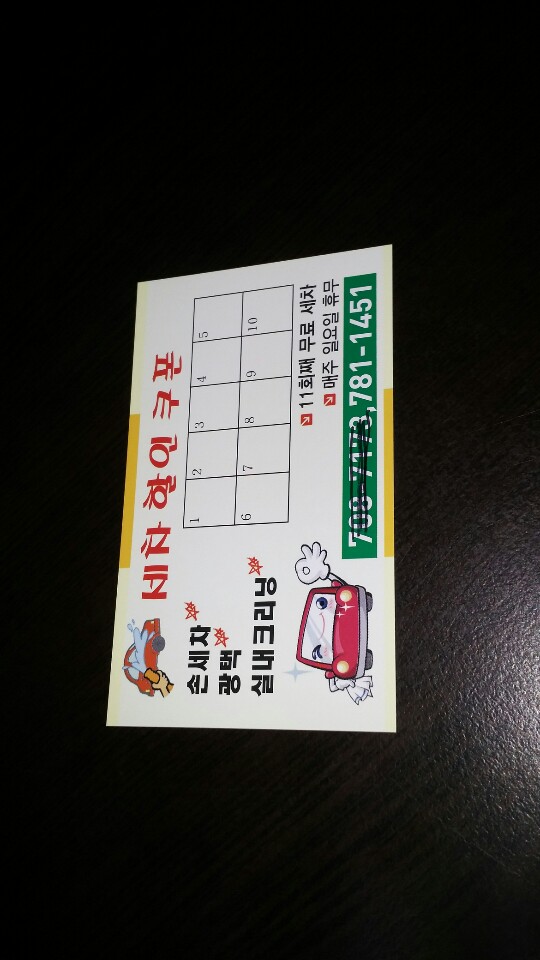 세차 할인 쿠폰
손세차
광택
실내크리닝
1 2 3 4 5
6 7 8 9 10
11회째 무료 세차
매주 일요일 휴무
708-7173,781-1451